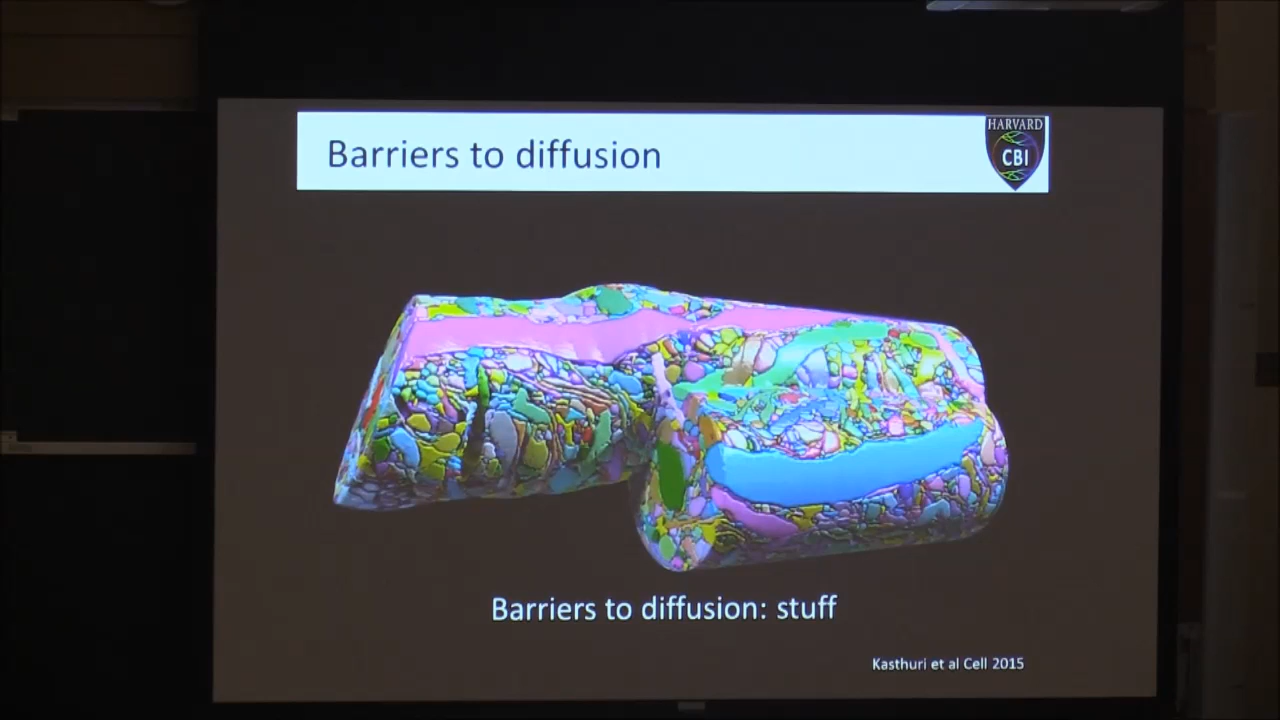 Barriers to diffusion
HARVARD
CBI
Barriers to diffusion: stuff
Kasthuri et al Cell 2015